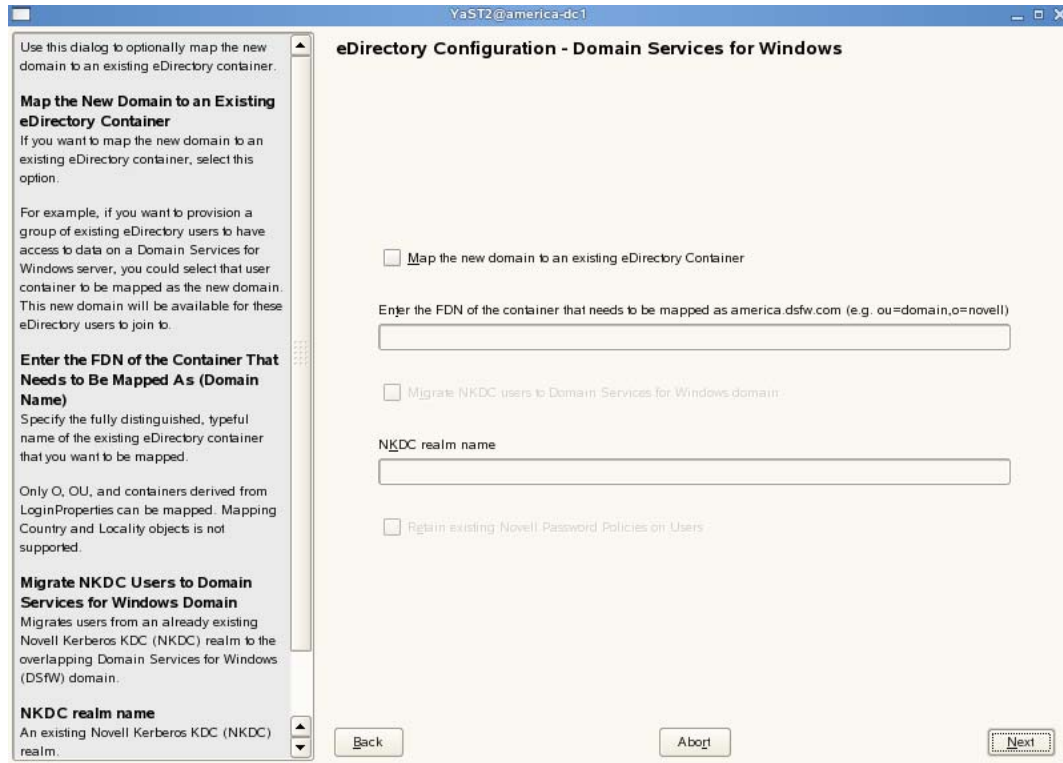 YaST2@america-dc1
Use this dialog to optionally map the new
domain to an existing eDirectory container.
Map the New Domain to an Existing
eDirectory Container
If you want to map the new domain to an
existing eDirectory container, select this
option.
For example, if you want to provision a
group of existing eDirectory users to have
access to data on a Domain Services for
Windows server, you could select that user
container to be mapped as the new domain.
This new domain will be available for these
eDirectory users to join to.
Enter the FDN of the Container That
Needs to Be Mapped As (Domain
Name)
Specify the fully distinguished, typeful
name of the existing eDirectory container
that you want to be mapped.
Only O, OU, and containers derived from
LoginProperties can be mapped. Mapping
Country and Locality objects is not
supported.
Migrate NKDC Users to Domain
Services for Windows Domain
Migrates users from an already existing
Novell Kerberos KDC (NKDC) realm to the
overlapping Domain Services for Windows
(DSfW) domain.
NKDC realm name
An existing Novell Kerberos KDC (NKDC)
realm.
eDirectory Configuration - Domain Services for Windows
Map the new domain to an existing eDirectory Container
Enter the FDN of the container that needs to be mapped as america.dsfw.com (e.g. ou=domain,o=novell)
Migrate NKDC users to Domain Services for Windows domain
NKDC realm name
Retain existing Novell Password Policies on Users
Back
Abort
Next